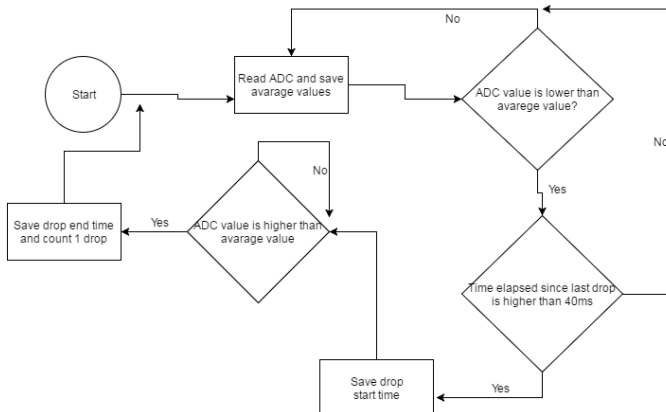 No
Start
Read ADC and save
avarage values
ADC value is lower than
avarege value?
No
No
Yes
Save drop end time
and count 1 drop
Yes
ADC value is higher than
avarage value
Time elapsed since last drop
is higher than 40ms
Save drop
start time
Yes